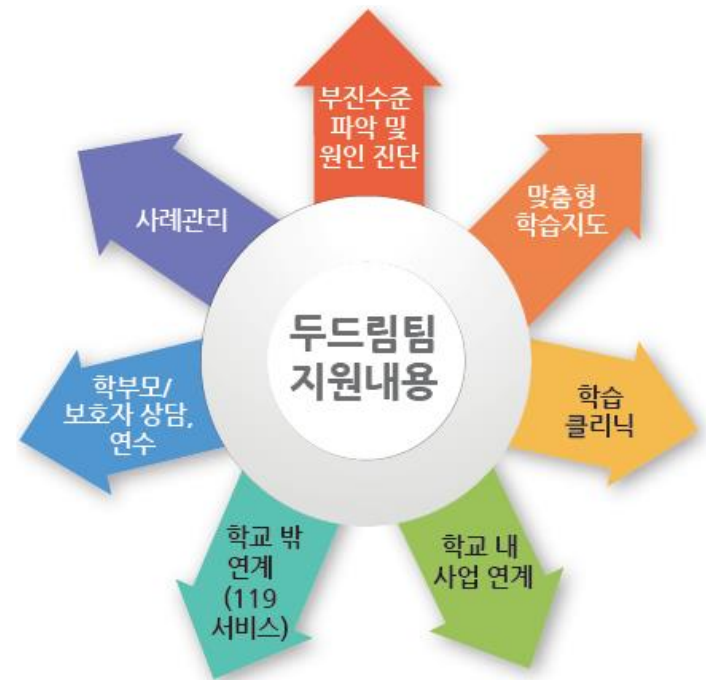 두드림팀
지원내용
부진수준
파악 및
원인 진단
맞춤형
학습지도
학습
클리닉
학교 내
사업 연계
학교 밖
연계
(119
서비스)
학부모/
보호자 상담,
연수
사례관리